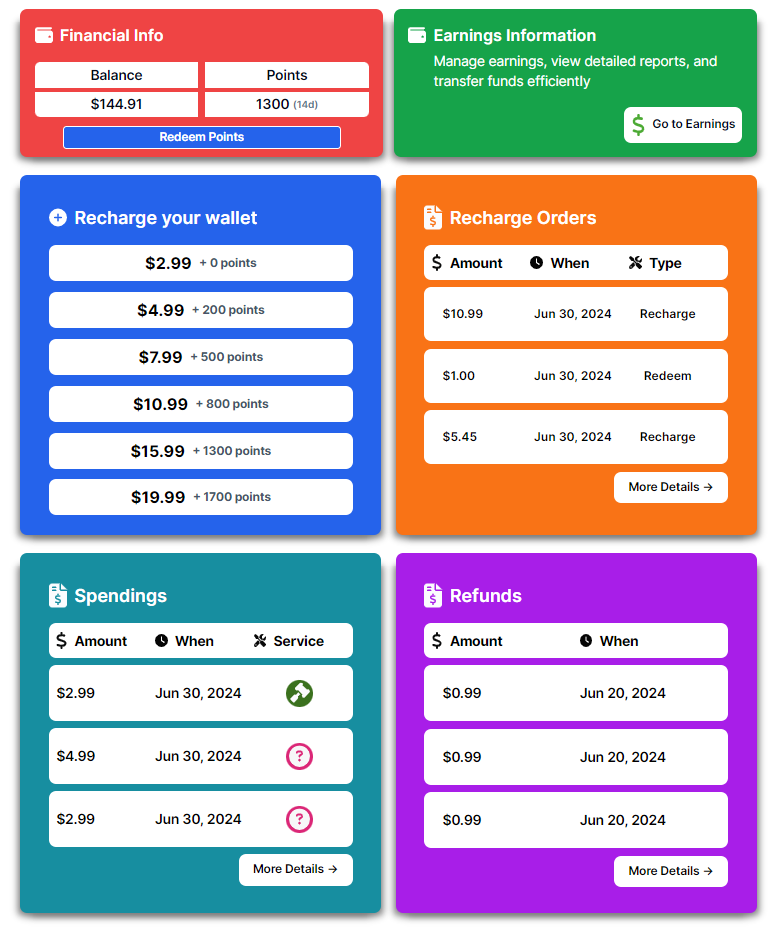 Financial Info
Balance Points
$144.91 1300 (14d)
Redeem Points
Earnings Information
Manage earnings, view detailed reports, and
transfer funds efficiently
Go to Earnings
Recharge your wallet
$2.99 + 0 points
$4.99 + 200 points
$7.99 + 500 points
$10.99 + 800 points
$15.99 + 1300 points
$19.99 + 1700 points
Recharge Orders
Amount When Type
$10.99 Jun 30, 2024 Recharge
$1.00 Jun 30, 2024 Redeem
$5.45 Jun 30, 2024 Recharge
More Details →
Spendings
Amount When Service
$2.99 Jun 30, 2024
$4.99 Jun 30, 2024 ?
$2.99 Jun 30, 2024 ?
More Details →
Refunds
Amount When
$0.99 Jun 20, 2024
$0.99 Jun 20, 2024
$0.99 Jun 20, 2024
More Details →